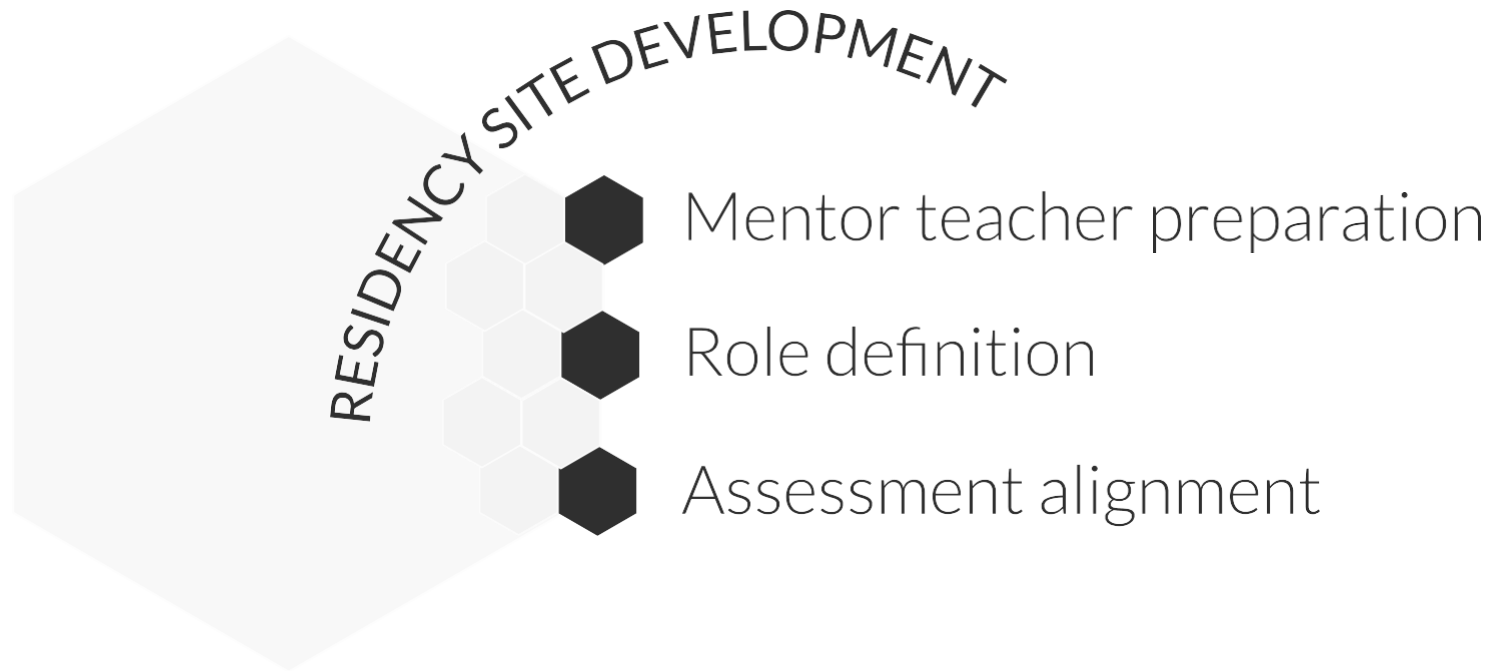 RESIDENCY SITE DEVELOPMENT
Mentor teacher preparation
Role definition
Assessment alignment